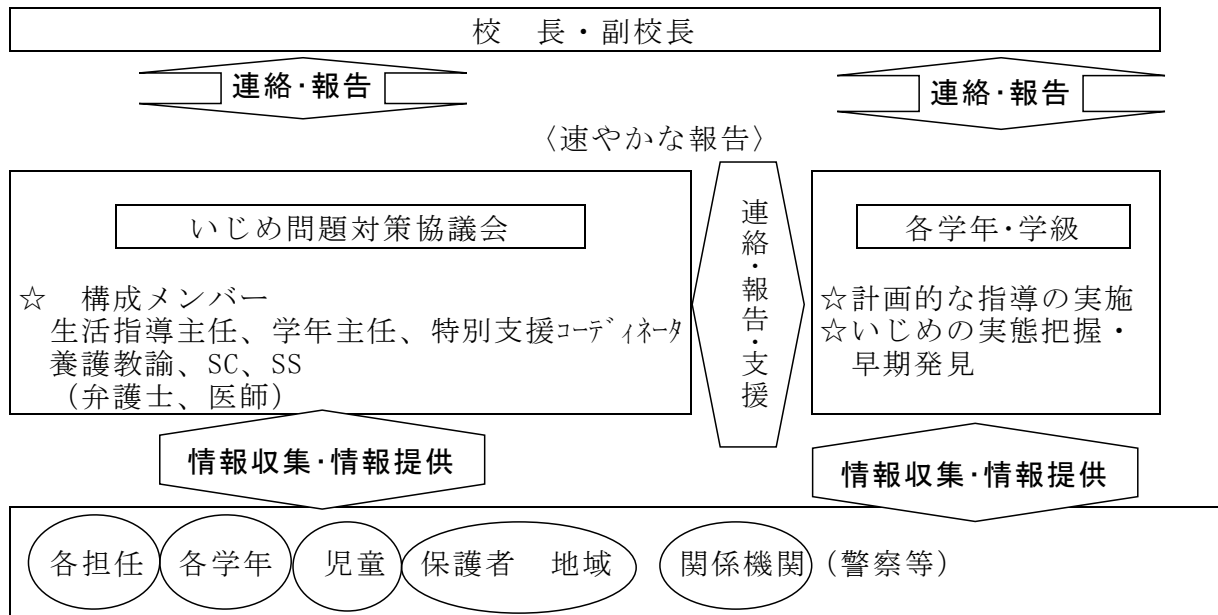 校　長・副校長
連絡・報告
連絡・報告
〈速やかな報告〉
いじめ問題対策協議会
☆　構成メンバー
生活指導主任、学年主任、特別支援ｺｰﾃﾞｨﾈｰﾀ
養護教諭、SC、SS
（弁護士、医師）
連絡・報告・支援
各学年・学級
☆計画的な指導の実施
☆いじめの実態把握・
早期発見
情報収集・情報提供
情報収集・情報提供
各担任　各学年　児童　保護者　地域　関係機関（警察等）